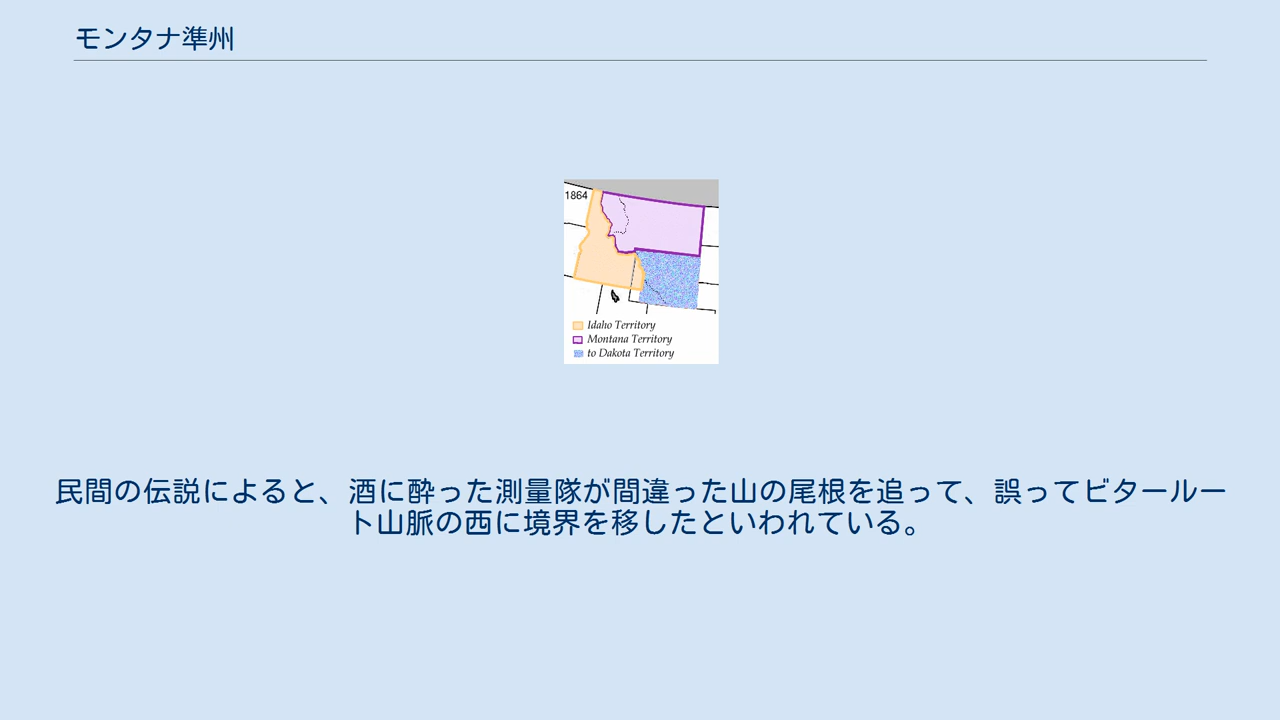 モンタナ準州
1864
Idaho Territory
Montana Territory
to Dakota Territory
民間の伝説によると、酒に酔った測量隊が間違った山の尾根を追って、誤ってビタールー
ト山脈の西に境界を移したといわれている。